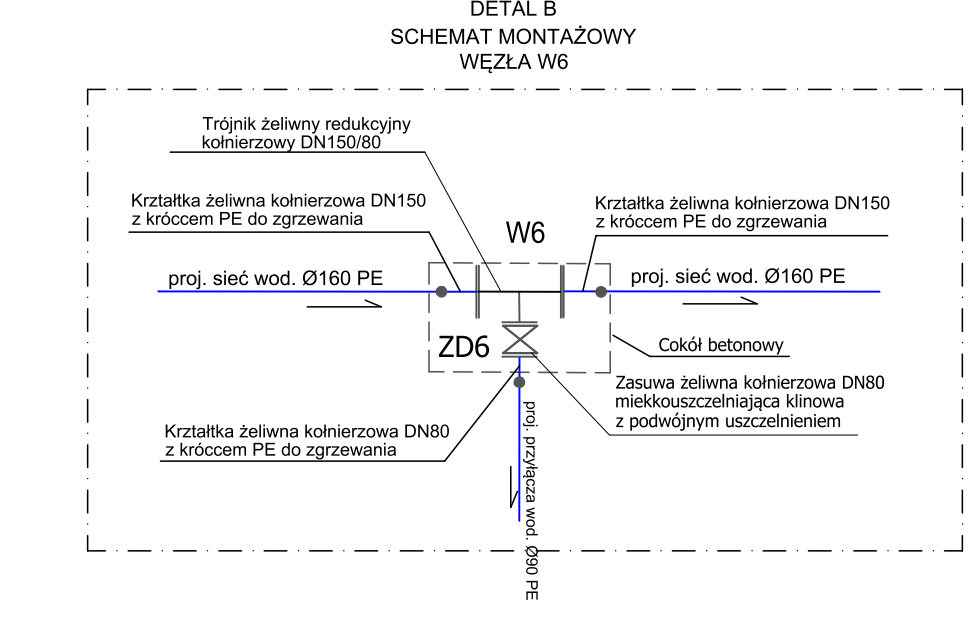 DETAL B
SCHEMAT MONTAŻOWY
WĘZŁA W6
Trójnik żeliwny redukcyjny
kołnierzowy DN150/80
Krztałtka żeliwna kołnierzowa DN150
z króccem PE do zgrzewania
Krztałtka żeliwna kołnierzowa DN150
z króccem PE do zgrzewania
W6
proj. sieć wod. Ø160 PE
proj. sieć wod. Ø160 PE
ZD6
Cokół betonowy
Zasuwa żeliwna kołnierzowa DN80
miekkouszczelniająca klinowa
z podwójnym uszczelnieniem
Krztałtka żeliwna kołnierzowa DN80
z króccem PE do zgrzewania
proj. przyłącza wod. Ø90 PE